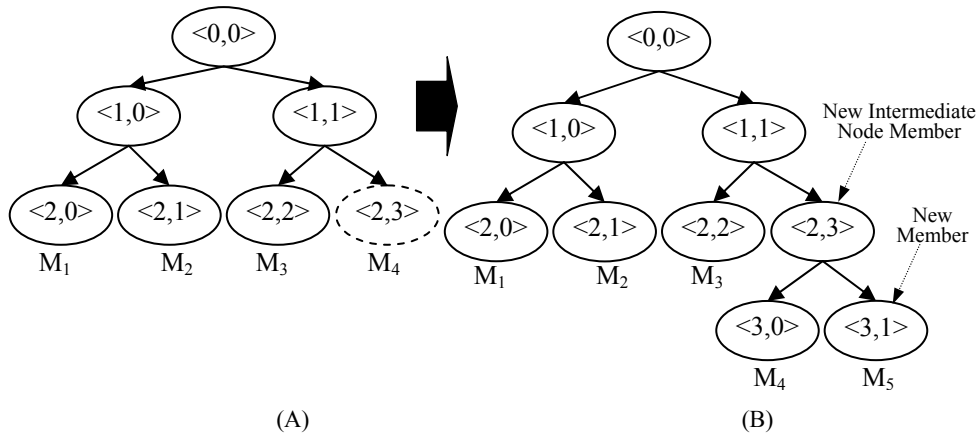 <0,0>
<1,0> <1,1>
<2,0> <2,1> <2,2> <2,3>
M₁ M₂ M₃ M₄
(A)
<0,0>
<1,0> <1,1>
New Intermediate
Node Member
<2,0> <2,1> <2,2> <2,3>
New
Member
M₁ M₂ M₃
<3,0> <3,1>
M₄ M₅
(B)